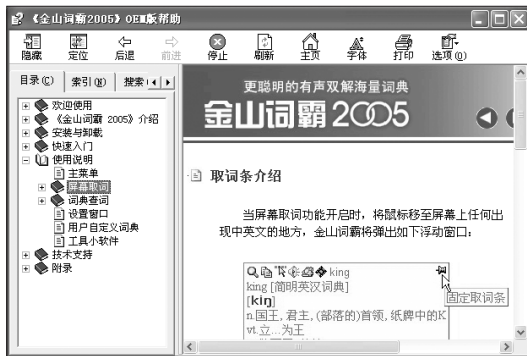 《金山词霸2005》OEM版帮助
隐藏 定位 后退 前进 停止 刷新 主页 字体 打印 选项(O)
目录(C) 索引(N) 搜索
欢迎使用
《金山词霸 2005》介绍
安装与卸载
快速入门
使用说明
主菜单
屏幕取词
词典查词
设置窗口
用户自定义词典
工具小软件
技术支持
附录
更聪明的有声双解海量词典
金山词霸 2005
取词条介绍
当屏幕取词功能开启时，将鼠标移至屏幕上任何出
现中英文的地方，金山词霸将弹出如下浮动窗口：
king
king [简明英汉词典]
[kiŋ]
n.国王, 君主, (部落的)首领, 纸牌中的K
vt.立...为王
固定取词条